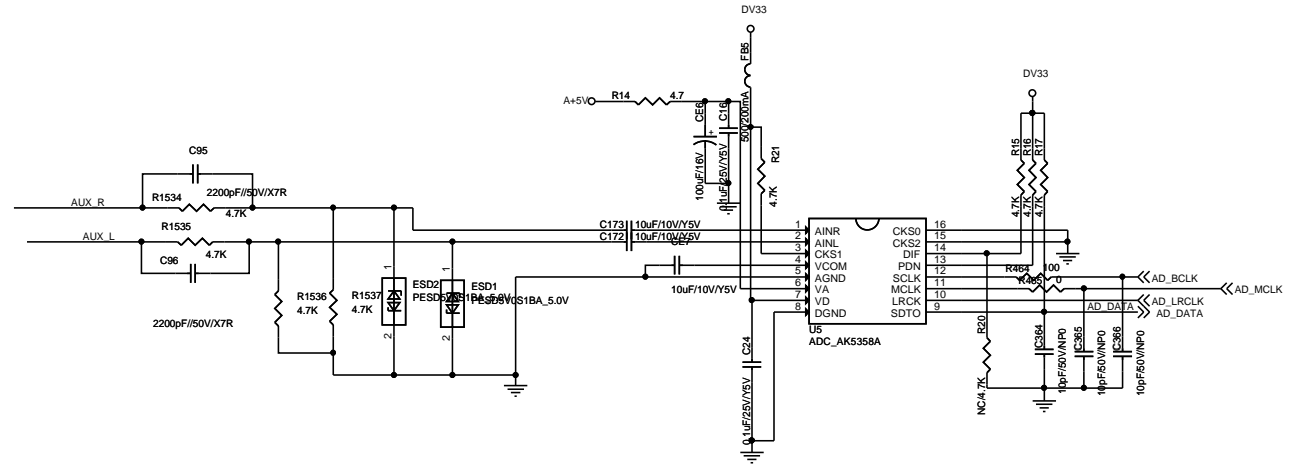 DV33
FB5
500/200mA
A+5V
R14
4.7
CE6
100uF/16V
C16
0.1uF/25V/Y5V
R21
4.7K
DV33
R15
R16
R17
4.7K
4.7K
4.7K
C95
2200pF//50V/X7R
R1534
4.7K
AUX_R
R1535
4.7K
AUX_L
C96
2200pF//50V/X7R
R1536
4.7K
R1537
4.7K
1
ESD2
2
1
ESD1
PESD5V0S1BA_5.0V
2
C173
10uF/10V/Y5V
C172
10uF/10V/Y5V
CE7
10uF/10V/Y5V
1 AINR
2 AINL
3 CKS1
4 VCOM
5 AGND
6 VA
7 VD
8 DGND
CKS0 16
CKS2 15
DIF 14
PDN 13
SCLK 12
MCLK 11
LRCK 10
SDTO 9
U5
ADC_AK5358A
R464
100
R465
0
AD_BCLK
AD_MCLK
AD_LRCLK
AD_DATA
AD_DATA
R20
NC/4.7K
C364
10pF/50V/NP0
C365
10pF/50V/NP0
C366
10pF/50V/NP0
C24
0.1uF/25V/Y5V